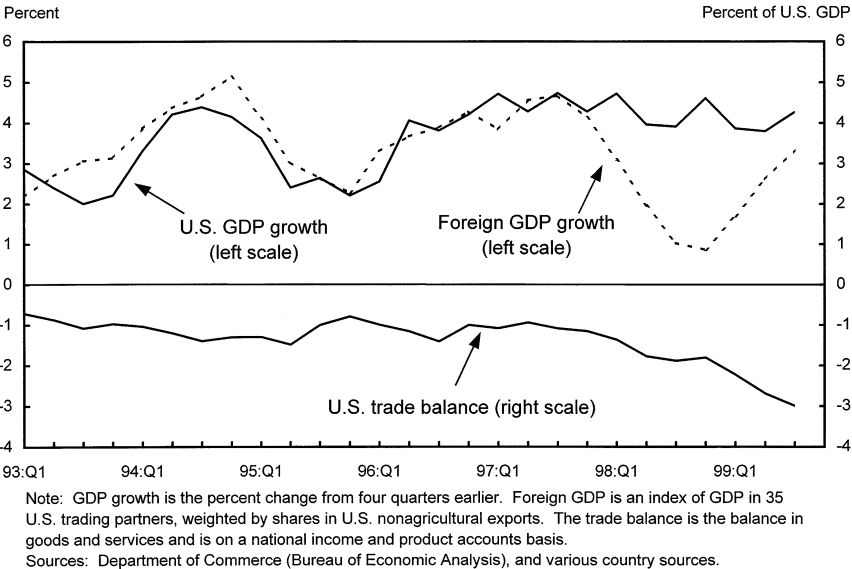 Percent
Percent of U.S. GDP
6
6
5
5
4
4
3
3
2
2
1
1
0
0
-1
-1
-2
-2
-3
-3
-4
-4
U.S. GDP growth
(left scale)
Foreign GDP growth
(left scale)
U.S. trade balance (right scale)
93:Q1 94:Q1 95:Q1 96:Q1 97:Q1 98:Q1 99:Q1
Note: GDP growth is the percent change from four quarters earlier. Foreign GDP is an index of GDP in 35
U.S. trading partners, weighted by shares in U.S. nonagricultural exports. The trade balance is the balance in
goods and services and is on a national income and product accounts basis.
Sources: Department of Commerce (Bureau of Economic Analysis), and various country sources.